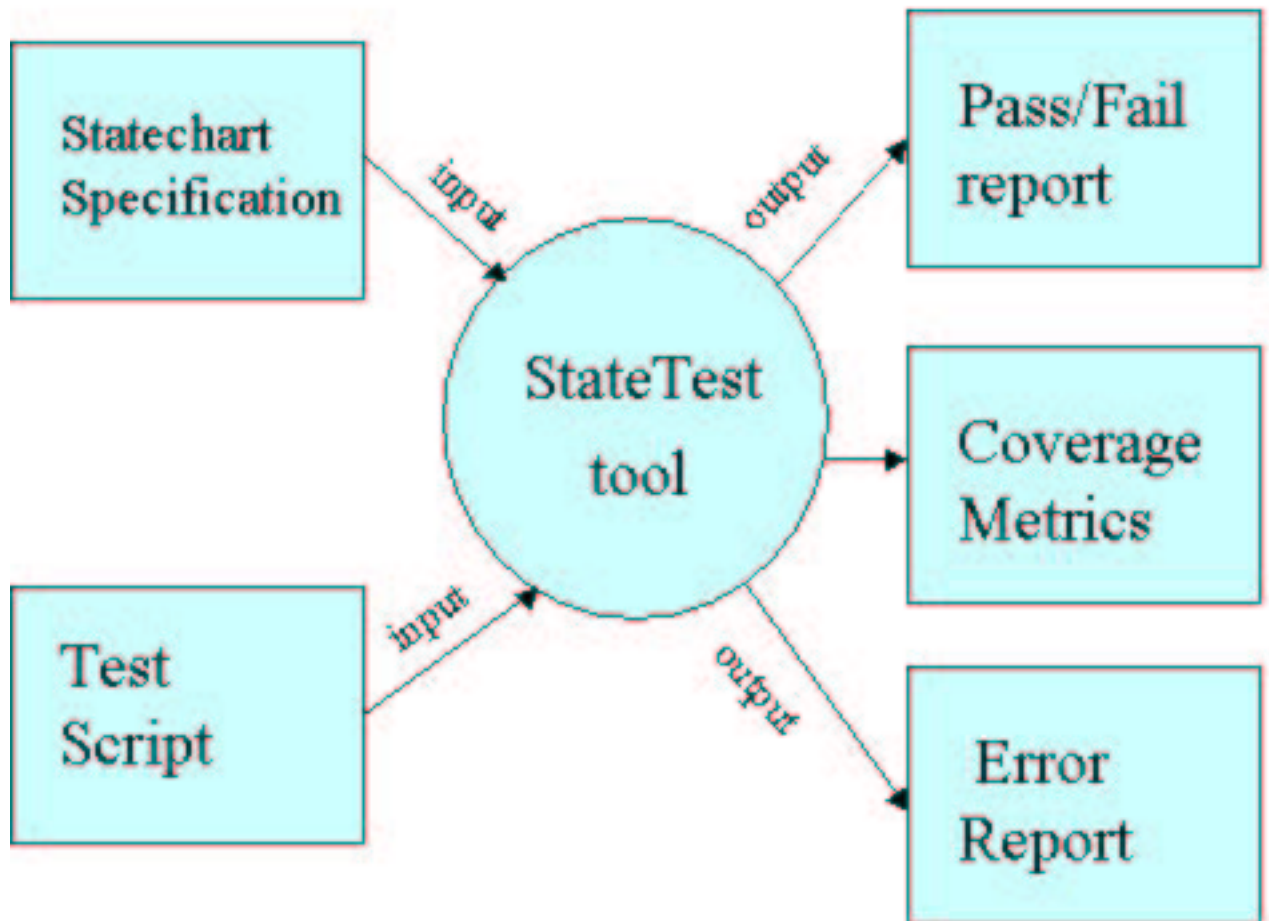 Statechart
Specification
input
Test
Script
input
StateTest
tool
output
Pass/Fail
report
Coverage
Metrics
output
Error
Report